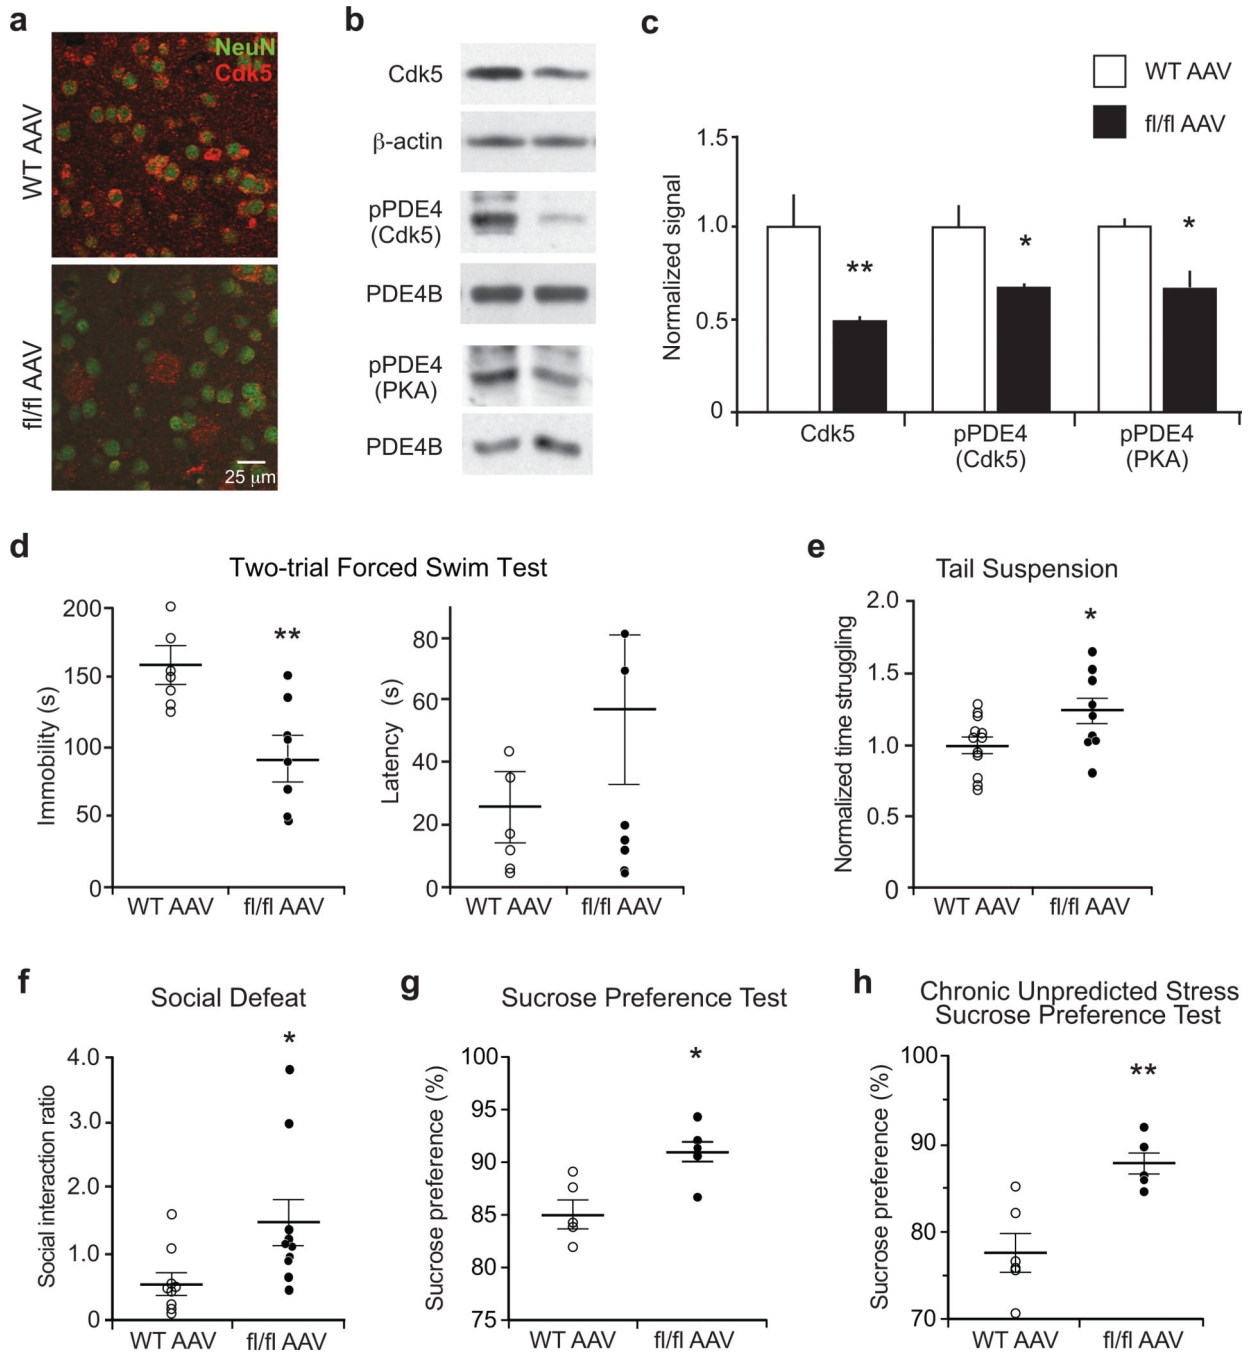 a
WT AAV
NeuN
Cdk5
fl/fl AAV
25 µm
b
Cdk5
β-actin
pPDE4
(Cdk5)
PDE4B
pPDE4
(PKA)
PDE4B
c
WT AAV
fl/fl AAV
Normalized signal
1.5
1.0
0.5
0
**
*
*
Cdk5
pPDE4
(Cdk5)
pPDE4
(PKA)
d
Two-trial Forced Swim Test
Immobility (s)
200
150
100
50
0
**
WT AAV
fl/fl AAV
Latency (s)
80
60
40
20
0
WT AAV
fl/fl AAV
e
Tail Suspension
Normalized time struggling
2.0
1.5
1.0
0.5
0
*
WT AAV
fl/fl AAV
f
Social Defeat
Social interaction ratio
4.0
3.0
2.0
1.0
0
*
WT AAV
fl/fl AAV
g
Sucrose Preference Test
Sucrose preference (%)
100
95
90
85
80
75
*
WT AAV
fl/fl AAV
h
Chronic Unpredicted Stress
Sucrose Preference Test
Sucrose preference (%)
100
90
80
70
**
WT AAV
fl/fl AAV